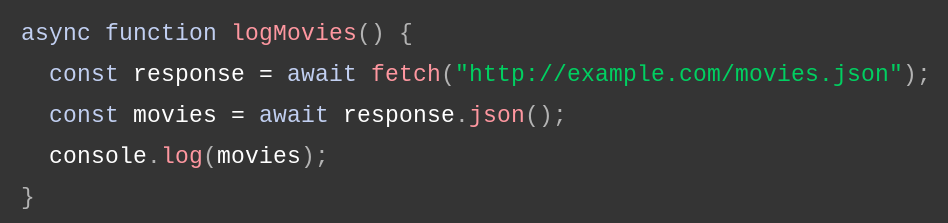 async function logMovies() {
  const response = await fetch("http://example.com/movies.json");
  const movies = await response.json();
  console.log(movies);
}